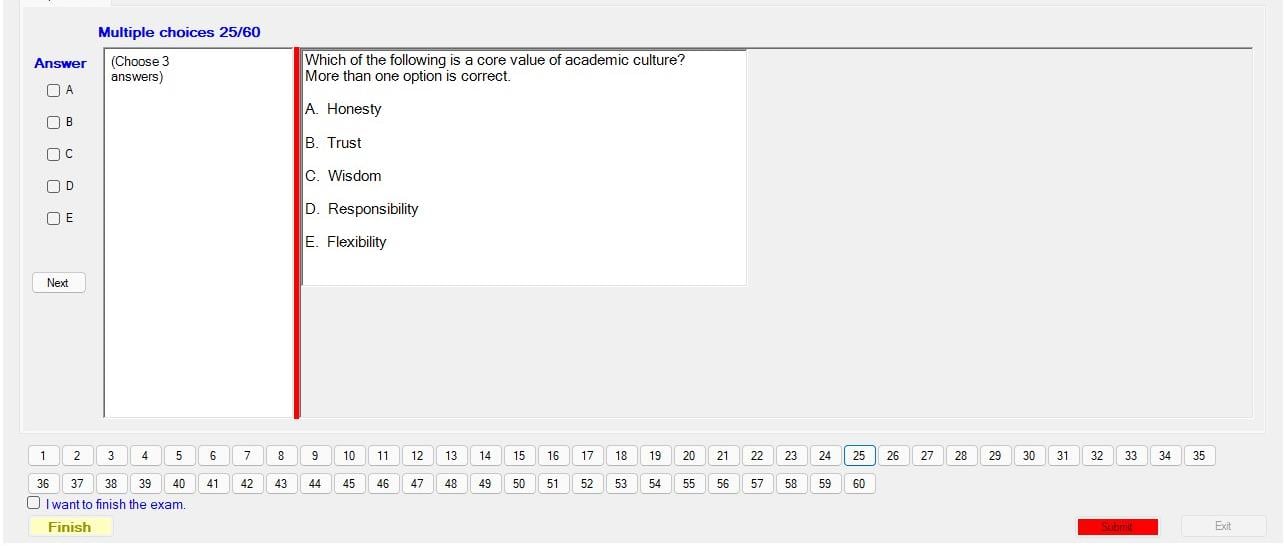 Multiple choices 25/60
Answer
(Choose 3
answers)
A
B
C
D
E
Next
Which of the following is a core value of academic culture?
More than one option is correct.
A. Honesty
B. Trust
C. Wisdom
D. Responsibility
E. Flexibility
1 2 3 4 5 6 7 8 9 10 11 12 13 14 15 16 17 18 19 20 21 22 23 24 25 26 27 28 29 30 31 32 33 34 35
36 37 38 39 40 41 42 43 44 45 46 47 48 49 50 51 52 53 54 55 56 57 58 59 60
I want to finish the exam.
Finish
Submit
Exit